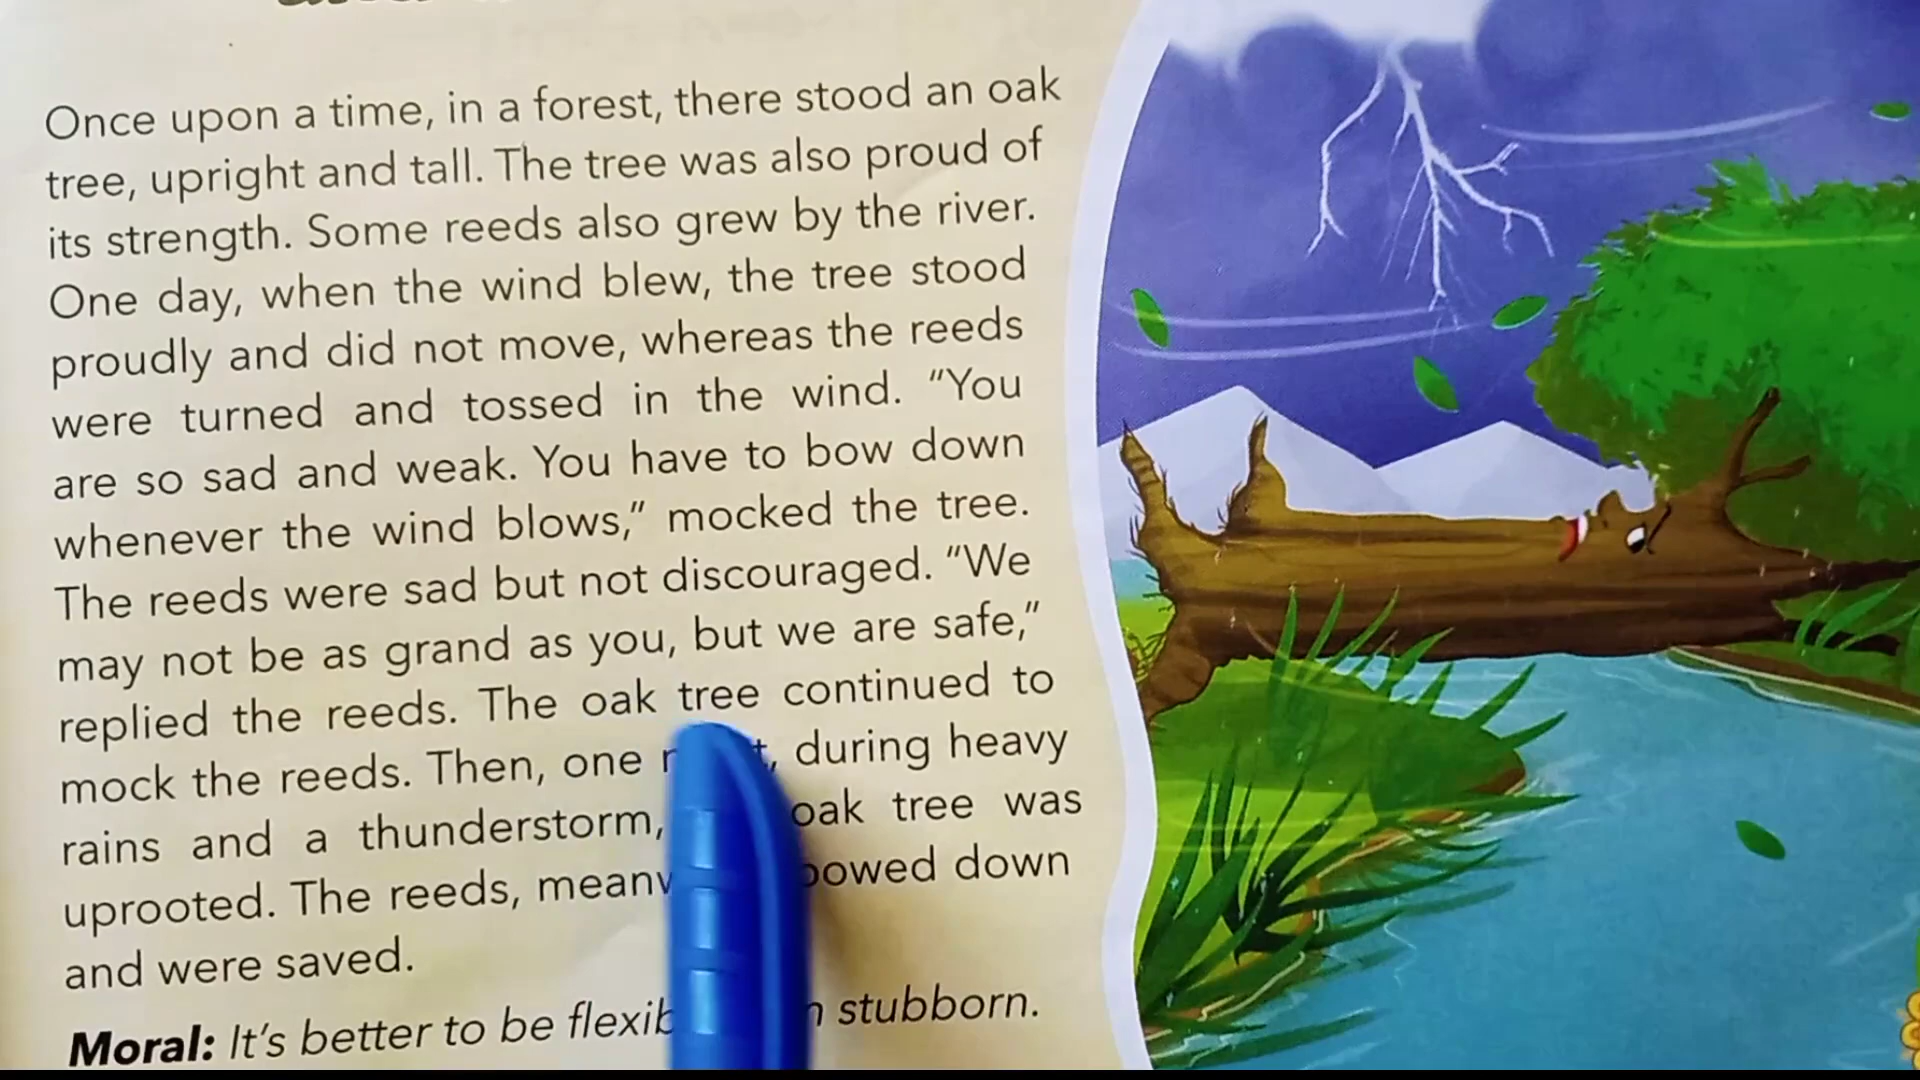 Once upon a time, in a forest, there stood an oak
tree, upright and tall. The tree was also proud of
its strength. Some reeds also grew by the river.
One day, when the wind blew, the tree stood
proudly and did not move, whereas the reeds
were turned and tossed in the wind. "You
are so sad and weak. You have to bow down
whenever the wind blows," mocked the tree.
The reeds were sad but not discouraged. "We
may not be as grand as you, but we are safe,"
replied the reeds. The oak tree continued to
mock the reeds. Then, one during heavy
rains and a thunderstorm, oak tree was
uprooted. The reeds, down
and were saved.
Moral: It's better to be stubborn.